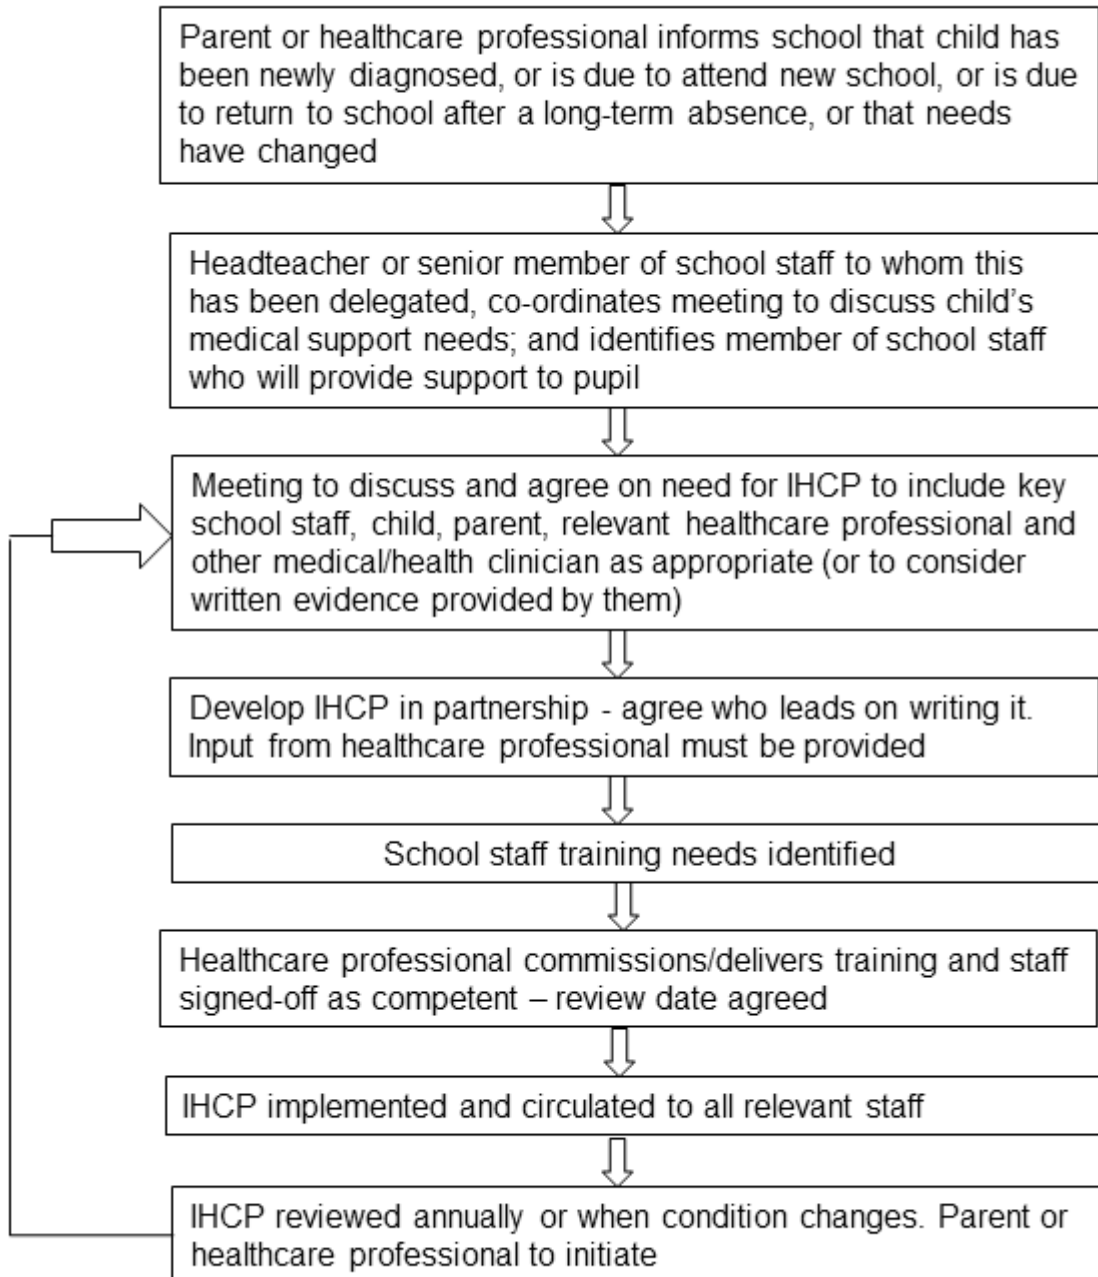 Parent or healthcare professional informs school that child has
been newly diagnosed, or is due to attend new school, or is due
to return to school after a long-term absence, or that needs
have changed
Headteacher or senior member of school staff to whom this
has been delegated, co-ordinates meeting to discuss child's
medical support needs; and identifies member of school staff
who will provide support to pupil
Meeting to discuss and agree on need for IHCP to include key
school staff, child, parent, relevant healthcare professional and
other medical/health clinician as appropriate (or to consider
written evidence provided by them)
Develop IHCP in partnership - agree who leads on writing it.
Input from healthcare professional must be provided
School staff training needs identified
Healthcare professional commissions/delivers training and staff
signed-off as competent – review date agreed
IHCP implemented and circulated to all relevant staff
IHCP reviewed annually or when condition changes. Parent or
healthcare professional to initiate